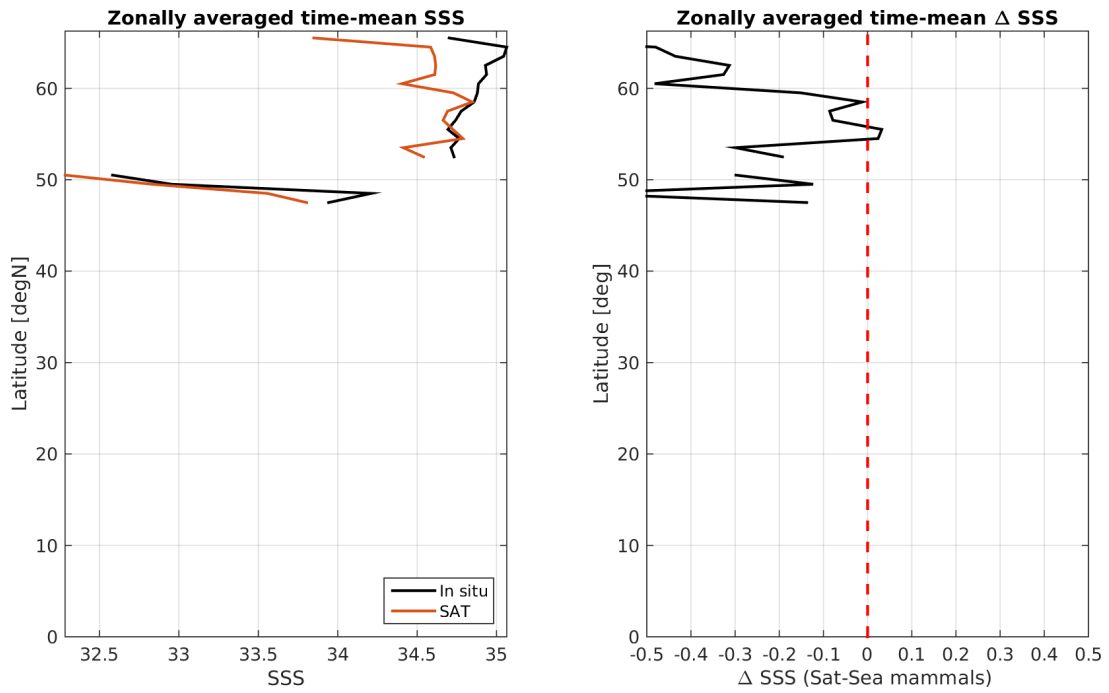 Zonally averaged time-mean SSS
60
50
40
30
20
10
0
Latitude [degN]
In situ
SAT
32.5 33 33.5 34 34.5 35
SSS
Zonally averaged time-mean Δ SSS
60
50
40
30
20
10
0
Latitude [deg]
-0.5 -0.4 -0.3 -0.2 -0.1 0 0.1 0.2 0.3 0.4 0.5
Δ SSS (Sat-Sea mammals)